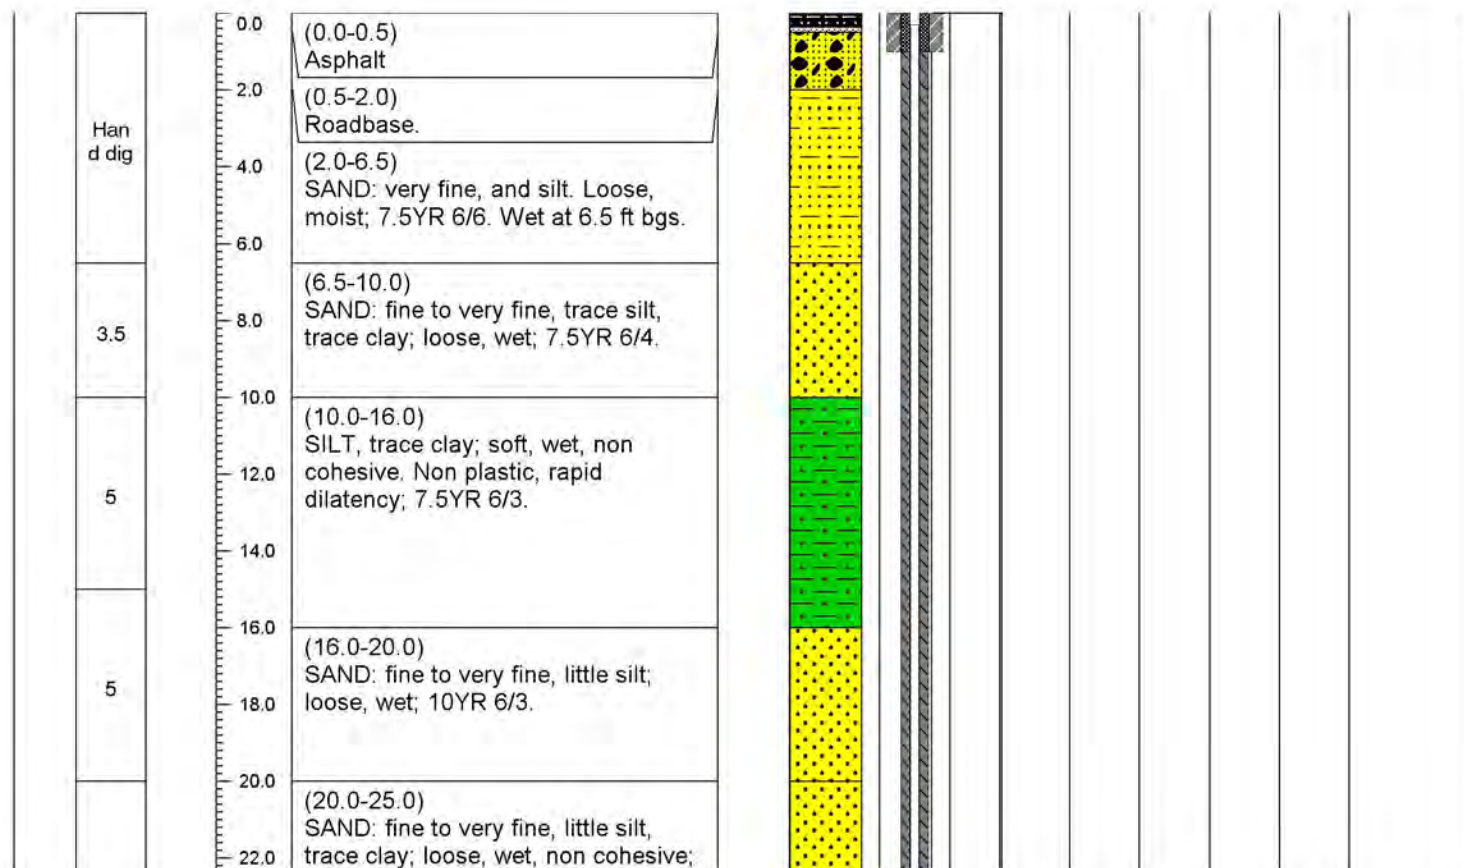 0.0
(0.0-0.5)
Asphalt
2.0
(0.5-2.0)
Roadbase.
Han
d dig
4.0
(2.0-6.5)
SAND: very fine, and silt. Loose,
moist; 7.5YR 6/6. Wet at 6.5 ft bgs.
6.0
(6.5-10.0)
SAND: fine to very fine, trace silt,
trace clay; loose, wet; 7.5YR 6/4.
3.5
8.0
10.0
(10.0-16.0)
SILT, trace clay; soft, wet, non
cohesive. Non plastic, rapid
dilatency; 7.5YR 6/3.
5
12.0
14.0
16.0
(16.0-20.0)
SAND: fine to very fine, little silt;
loose, wet; 10YR 6/3.
5
18.0
20.0
(20.0-25.0)
SAND: fine to very fine, little silt,
trace clay; loose, wet, non cohesive;
22.0